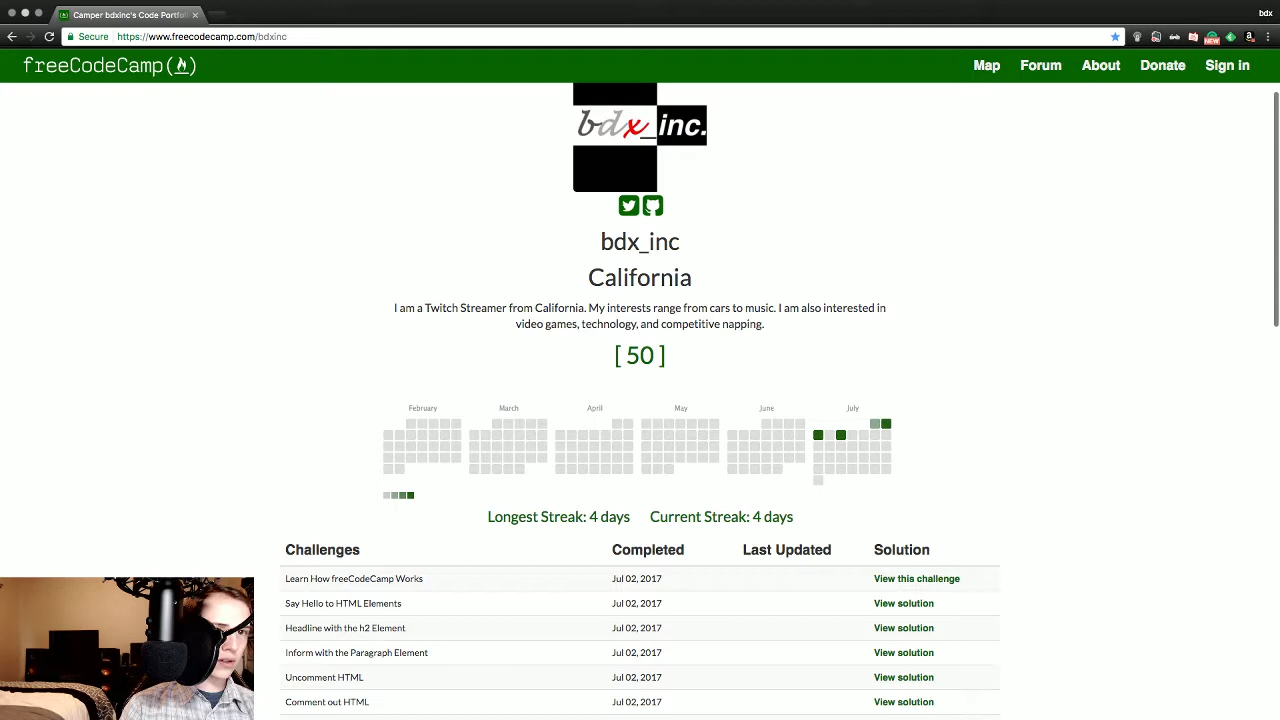 Camper bdxinc's Code Portfoli
bdx
Secure https://www.freecodecamp.com/bdxinc
NEW
freeCodeCamp Map Forum About Donate Sign in
bdx_inc.
bdx_inc
California
I am a Twitch Streamer from California. My interests range from cars to music. I am also interested in
video games, technology, and competitive napping.
[ 50 ]
February March April May June July
Longest Streak: 4 days Current Streak: 4 days
Challenges Completed Last Updated Solution
Learn How freeCodeCamp Works Jul 02, 2017 View this challenge
Say Hello to HTML Elements Jul 02, 2017 View solution
Headline with the h2 Element Jul 02, 2017 View solution
Inform with the Paragraph Element Jul 02, 2017 View solution
Uncomment HTML Jul 02, 2017 View solution
Comment out HTML Jul 02, 2017 View solution